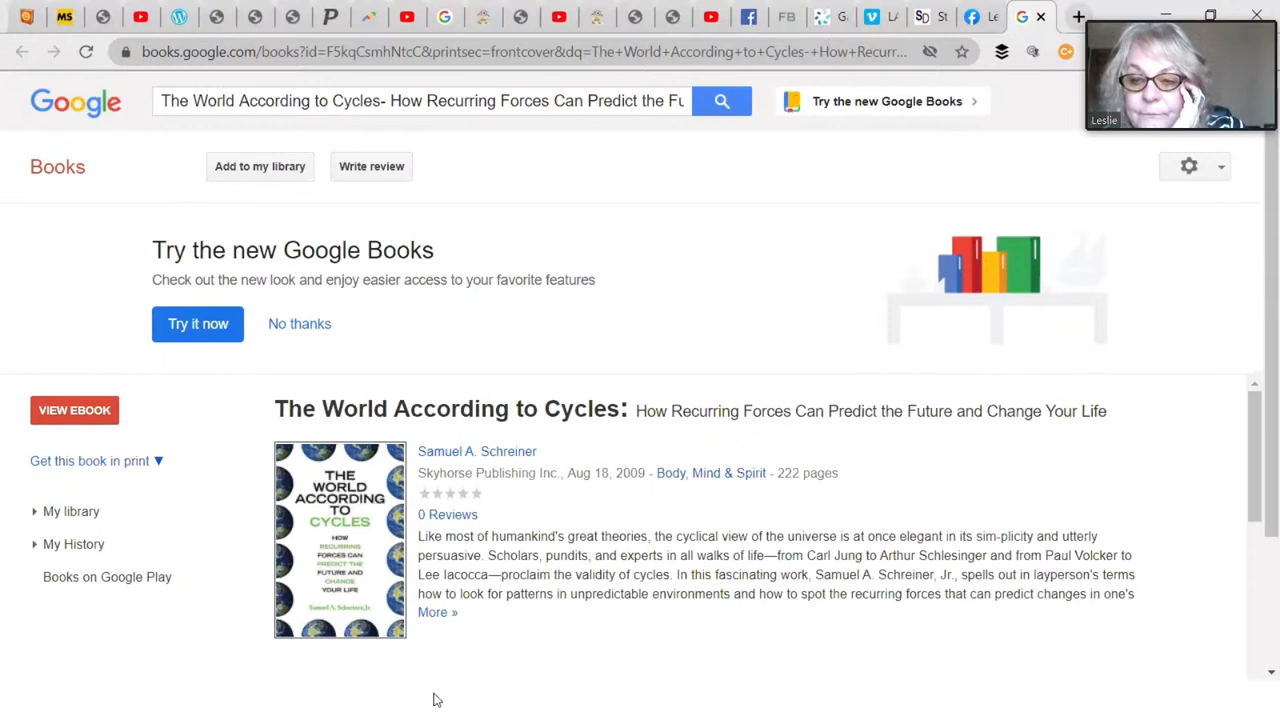 MS
P
G
FB
G
LA
SD
St
Le
G
books.google.com/books?id=F5kqCsmhNtcC&printsec=frontcover&dq=The+World+According+to+Cycles-+How+Recurr...
Google
The World According to Cycles- How Recurring Forces Can Predict the Fu
Try the new Google Books
Leslie
Books
Add to my library
Write review
Try the new Google Books
Check out the new look and enjoy easier access to your favorite features
Try it now
No thanks
VIEW EBOOK
The World According to Cycles: How Recurring Forces Can Predict the Future and Change Your Life
Get this book in print ▼
My library
My History
Books on Google Play
THE
WORLD
ACCORDING
TO
CYCLES
HOW
RECURRING
FORCES CAN
PREDICT THE
FUTURE AND
CHANGE
YOUR LIFE
Samuel A. Schreiner, Jr.
Samuel A. Schreiner
Skyhorse Publishing Inc., Aug 18, 2009 - Body, Mind & Spirit - 222 pages
0 Reviews
Like most of humankind's great theories, the cyclical view of the universe is at once elegant in its sim-plicity and utterly
persuasive. Scholars, pundits, and experts in all walks of life—from Carl Jung to Arthur Schlesinger and from Paul Volcker to
Lee Iacocca—proclaim the validity of cycles. In this fascinating work, Samuel A. Schreiner, Jr., spells out in layperson's terms
how to look for patterns in unpredictable environments and how to spot the recurring forces that can predict changes in one's
More »